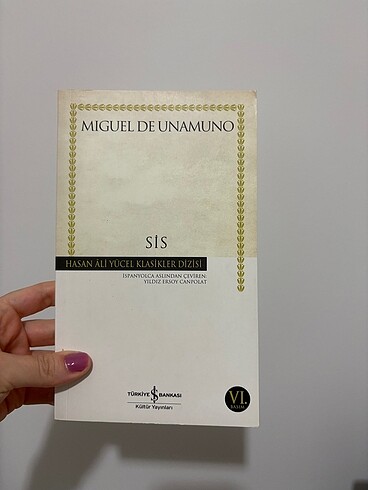 MIGUEL DE UNAMUNO
SİS
HASAN ÂLİ YÜCEL KLASİKLER DİZİSİ
İSPANYOLCA ASLINDAN ÇEVİREN:
YILDIZ ERSOY CANPOLAT
TÜRKİYE İŞ BANKASI
Kültür Yayınları
VI.
BASIM